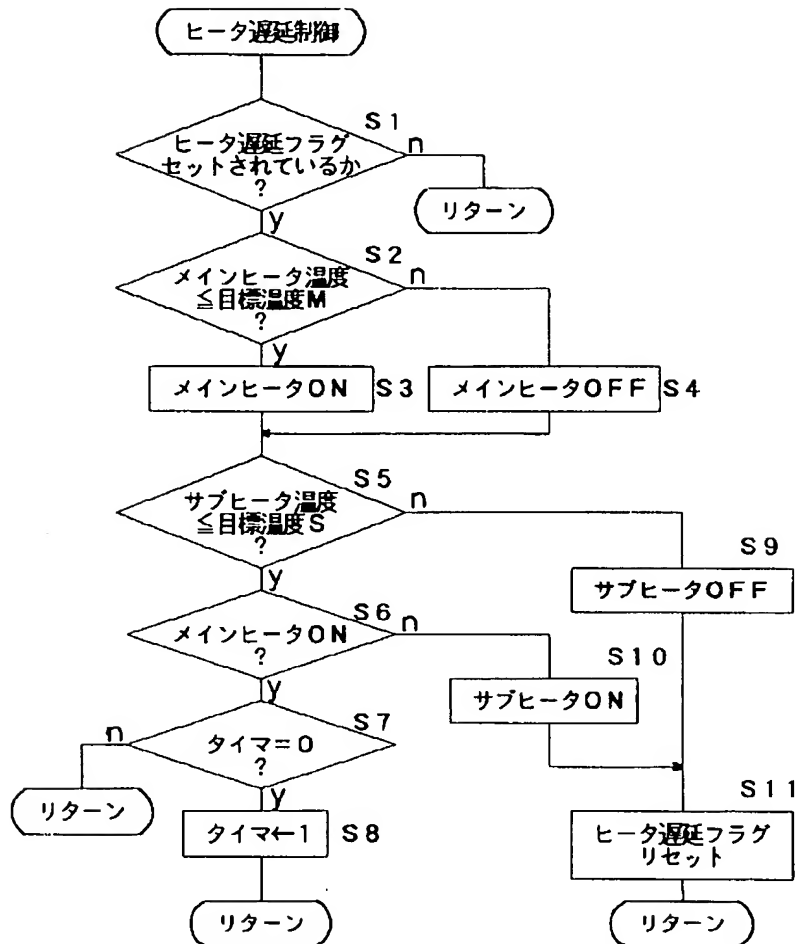 ヒータ遅延制御
S1
ヒータ遅延フラグ
セットされているか
?
n
リターン
y
S2
メインヒータ温度
≦目標温度M
?
n
y
メインヒータON
S3
メインヒータOFF
S4
S5
サブヒータ温度
≦目標温度S
?
n
y
S9
サブヒータOFF
S6
メインヒータON
?
n
y
S10
サブヒータON
S7
タイマ=0
?
n
リターン
y
タイマ←1
S8
リターン
S11
ヒータ遅延フラグ
リセット
リターン